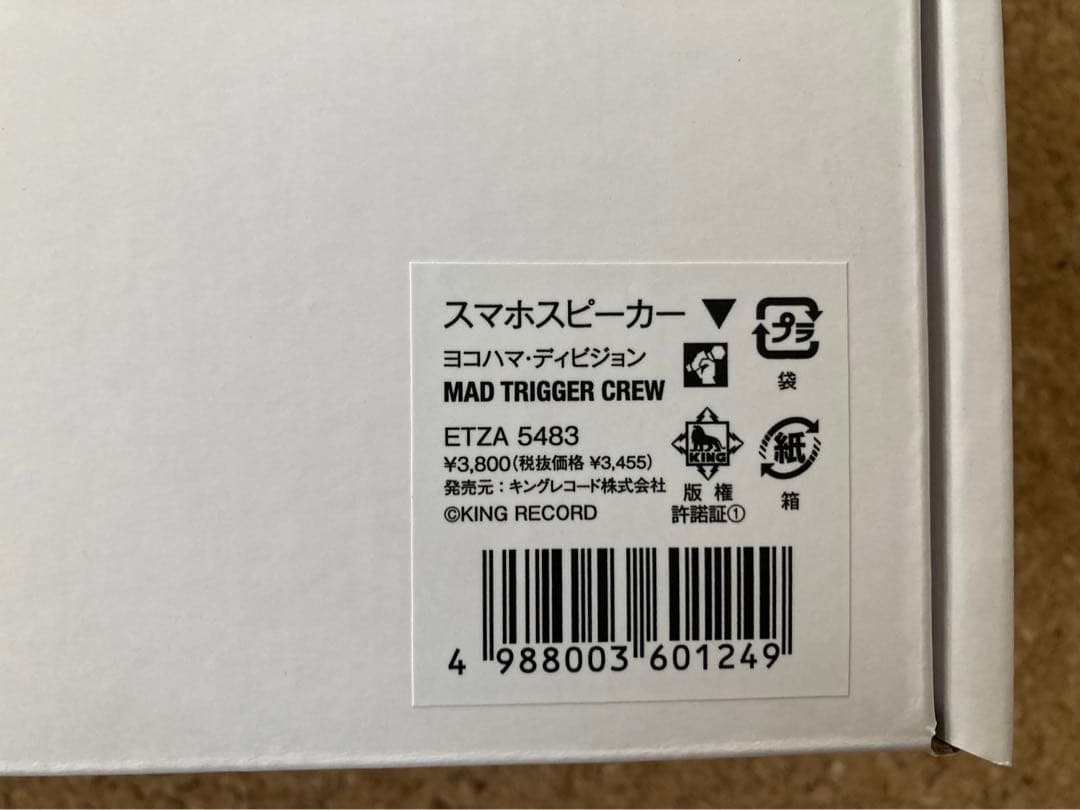 スマホスピーカー ▼
ヨコハマ・ディビジョン
MAD TRIGGER CREW
ETZA 5483
¥3,800(税抜価格 ¥3,455)
発売元：キングレコード株式会社
©KING RECORD
KING
版権
許諾証①
プラ
袋
紙
箱
4 988003 601249